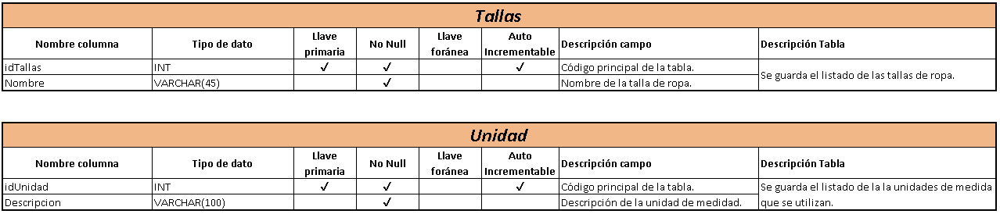 Tallas
Nombre columna Tipo de dato Llave primaria No Null Llave foránea Auto Incrementable Descripción campo Descripción Tabla
idTallas INT ✓ ✓ ✓ Código principal de la tabla. Se guarda el listado de las tallas de ropa.
Nombre VARCHAR(45) ✓ Nombre de la talla de ropa.
Unidad
Nombre columna Tipo de dato Llave primaria No Null Llave foránea Auto Incrementable Descripción campo Descripción Tabla
idUnidad INT ✓ ✓ ✓ Código principal de la tabla. Se guarda el listado de la la unidades de medida
Descripcion VARCHAR(100) ✓ Descripción de la unidad de medidad. que se utilizan.